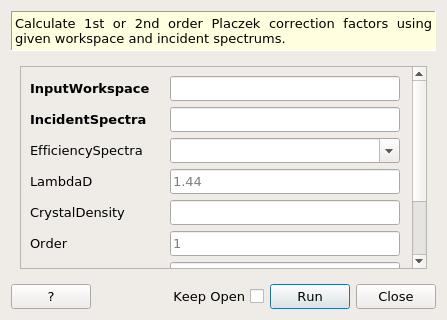 Calculate 1st or 2nd order Placzek correction factors using
given workspace and incident spectrums.
InputWorkspace
IncidentSpectra
EfficiencySpectra
LambdaD 1.44
CrystalDensity
Order 1
? Keep Open Run Close